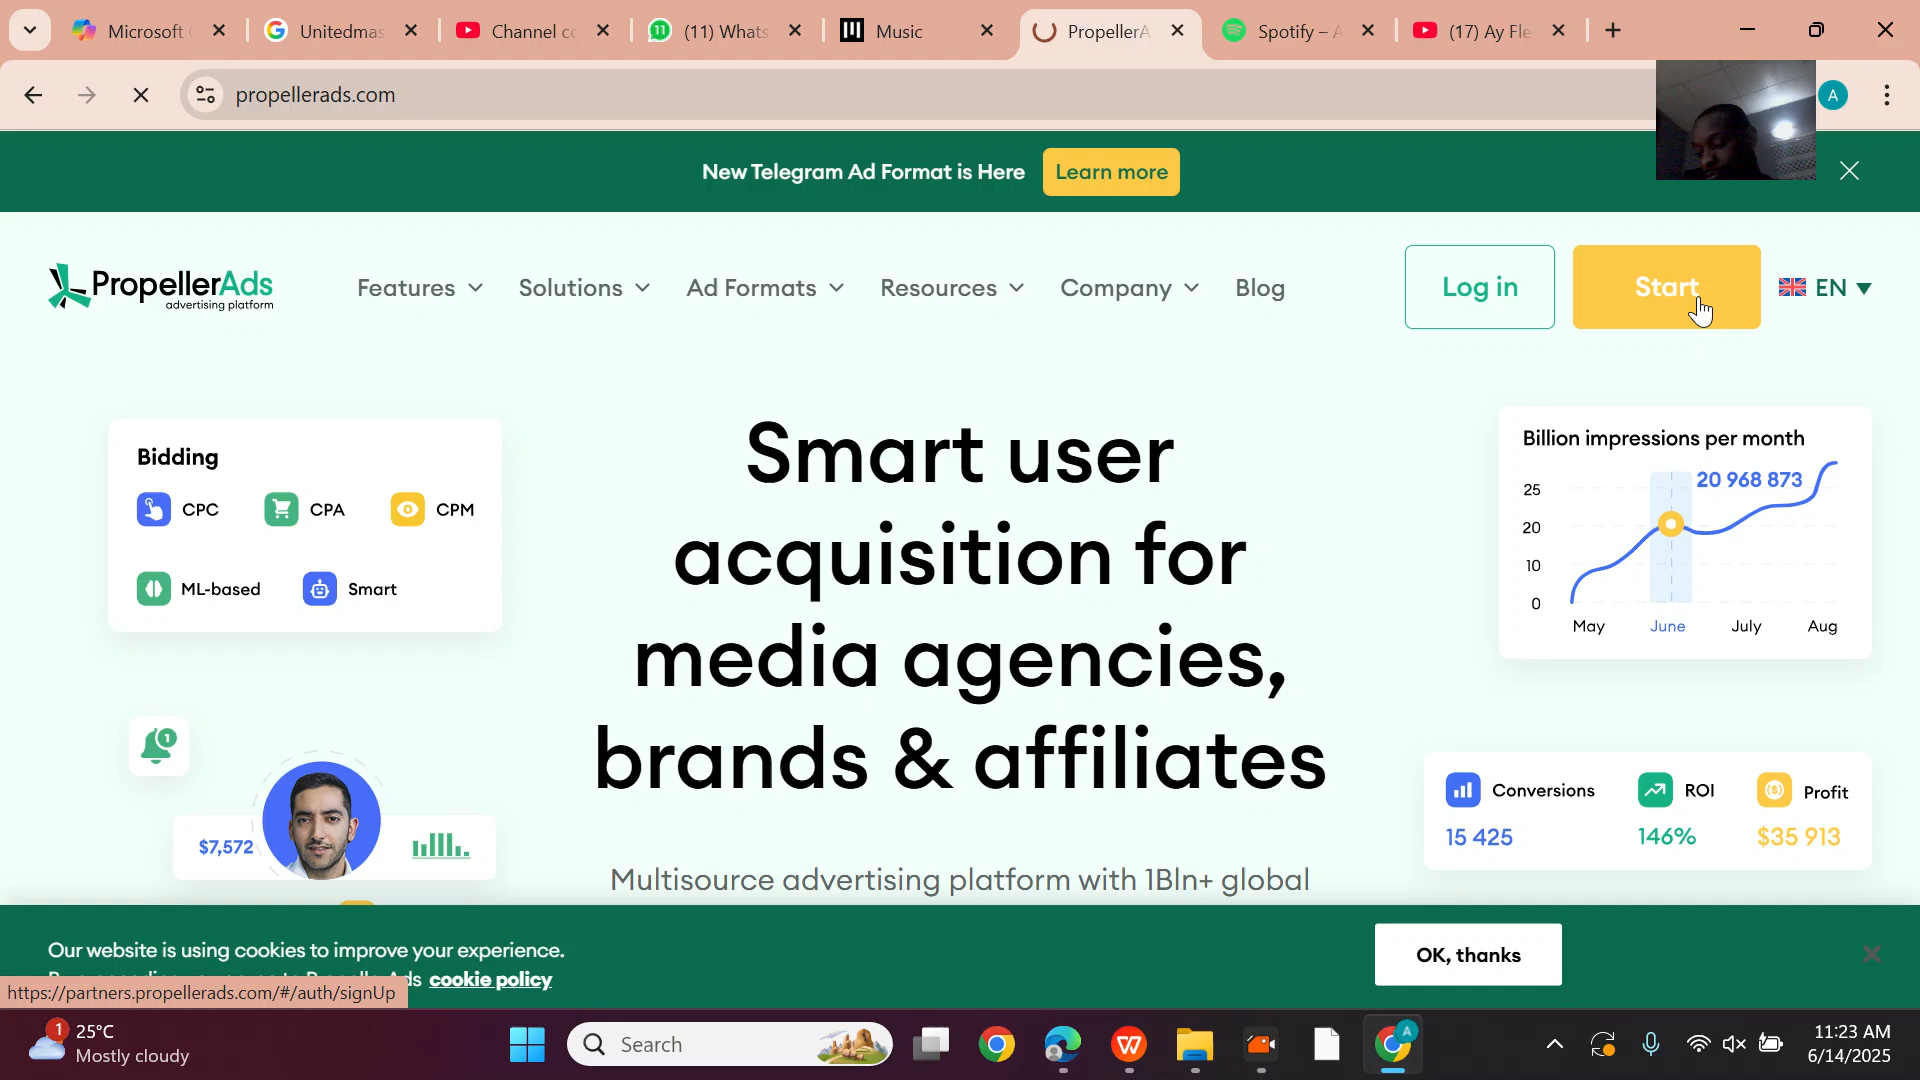 Microsoft
Unitedmas
Channel co
(11) Whats
Music
PropellerA
Spotify – A
(17) Ay Fle
propellerads.com
A
New Telegram Ad Format is Here
Learn more
PropellerAds
advertising platform
Features
Solutions
Ad Formats
Resources
Company
Blog
Log in
Start
EN
Bidding
CPC
CPA
CPM
ML-based
Smart
Smart user
acquisition for
media agencies,
brands & affiliates
Multisource advertising platform with 1Bln+ global
Billion impressions per month
20 968 873
25
20
10
0
May
June
July
Aug
1
$7,572
Conversions
ROI
Profit
15 425
146%
$35 913
Our website is using cookies to improve your experience.
cookie policy
OK, thanks
https://partners.propellerads.com/#/auth/signUp
1
25°C
Mostly cloudy
Search
A
11:23 AM
6/14/2025